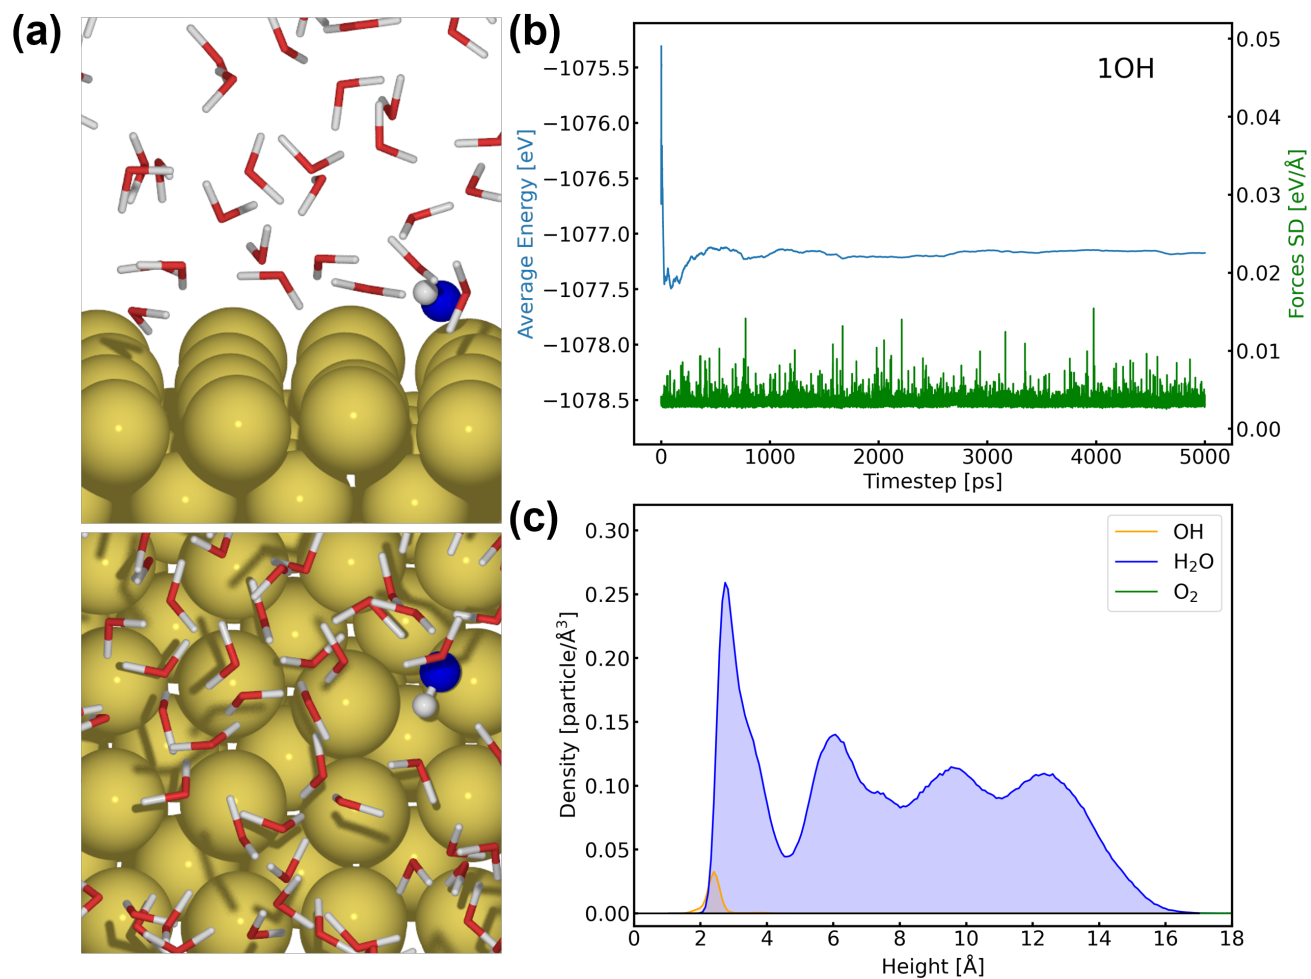 (a)
(b)
1OH
Average Energy [eV]
−1075.5
−1076.0
−1076.5
−1077.0
−1077.5
−1078.0
−1078.5
0.05
0.04
0.03
0.02
0.01
0.00
Forces SD [eV/Å]
0 1000 2000 3000 4000 5000
Timestep [ps]
(c)
OH
H₂O
O₂
Density [particle/Å³]
0.30
0.25
0.20
0.15
0.10
0.05
0.00
0 2 4 6 8 10 12 14 16 18
Height [Å]